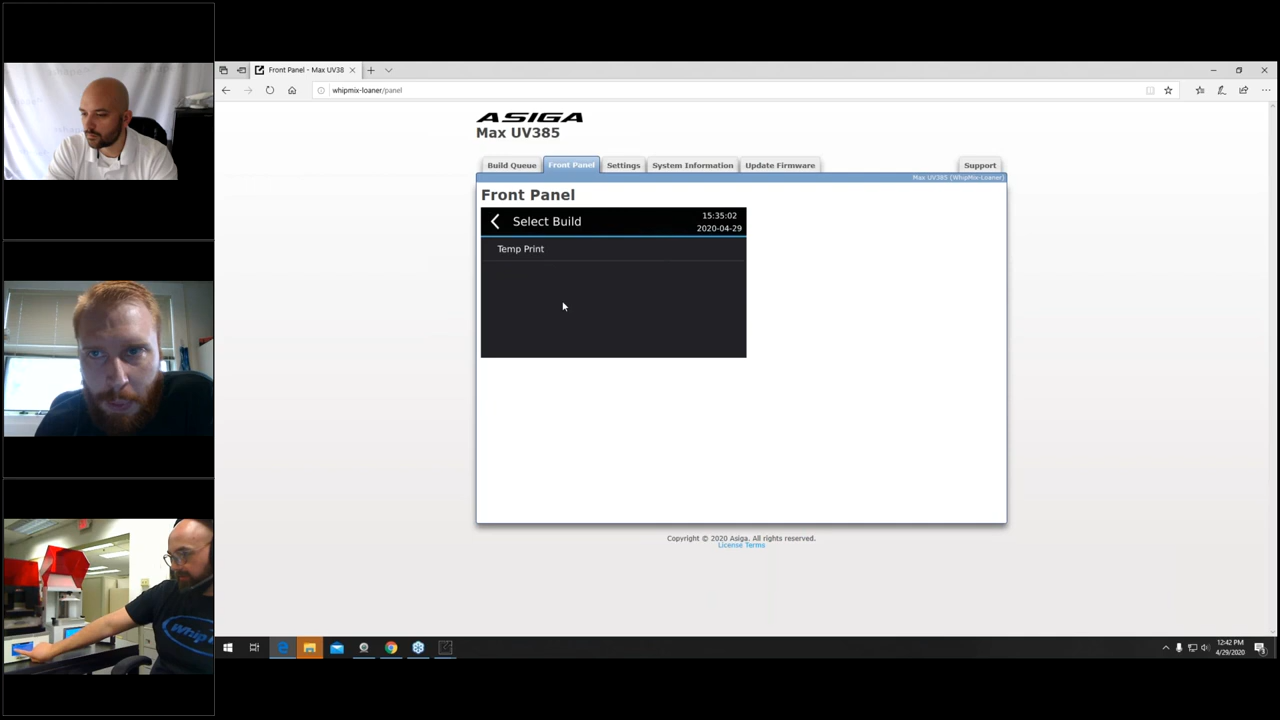 Front Panel - Max UV38
whipmix-loaner/panel
ASIGA
Max UV385
Build Queue
Front Panel
Settings
System Information
Update Firmware
Support
Max UV385 (WhipMix-Loaner)
Front Panel
Select Build
15:35:02
2020-04-29
Temp Print
Copyright © 2020 Asiga. All rights reserved.
License Terms
Whip
12:42 PM
4/29/2020